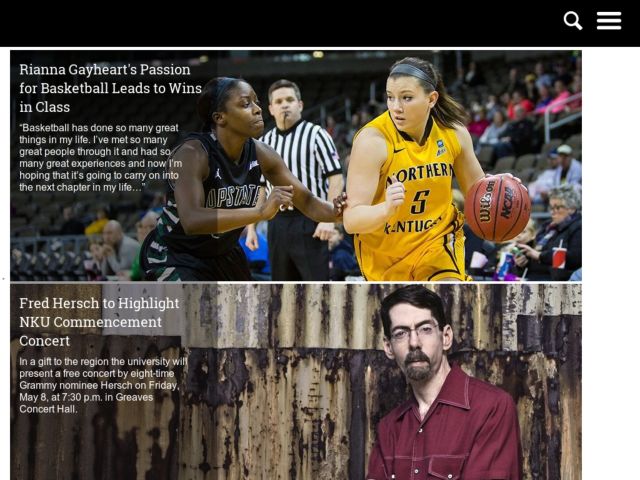 Rianna Gayheart's Passion
for Basketball Leads to Wins
in Class
“Basketball has done so many great
things in my life. I've met so many
great people through it and had so
many great experiences and now I'm
hoping that it's going to carry on into
the next chapter in my life…”
UPSTATE
NORTHERN
5
KENTUCKY
Wilson
NCAA
Fred Hersch to Highlight
NKU Commencement
Concert
In a gift to the region the university will
present a free concert by eight-time
Grammy nominee Hersch on Friday,
May 8, at 7:30 p.m. in Greaves
Concert Hall.